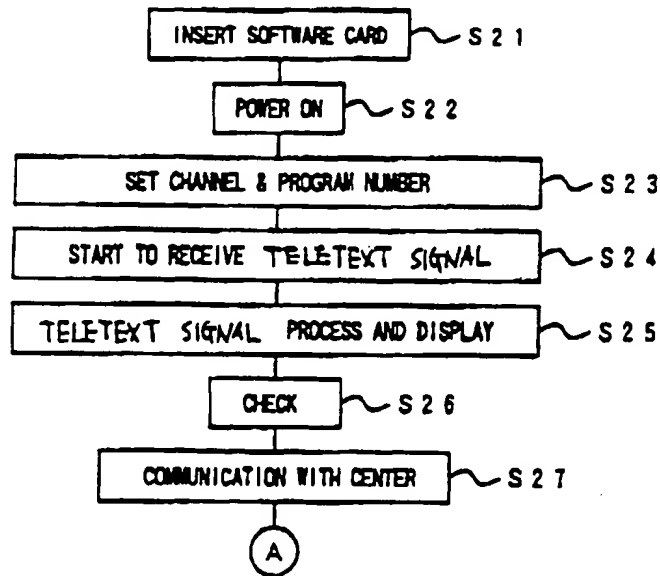 INSERT SOFTWARE CARD S21
POWER ON S22
SET CHANNEL & PROGRAM NUMBER S23
START TO RECEIVE TELETEXT SIGNAL S24
TELETEXT SIGNAL PROCESS AND DISPLAY S25
CHECK S26
COMMUNICATION WITH CENTER S27
A